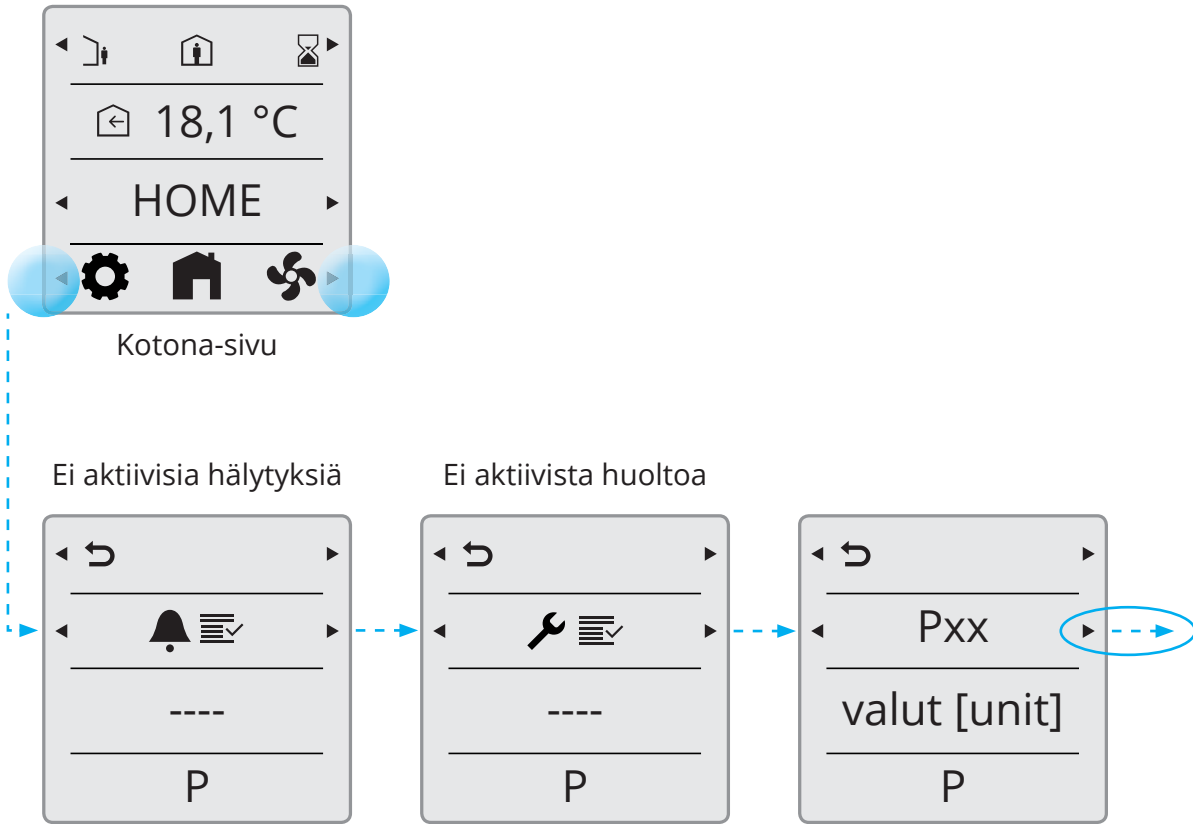 18,1 °C
HOME
Kotona-sivu
Ei aktiivisia hälytyksiä
Ei aktiivista huoltoa
Pxx
----
----
valut [unit]
P
P
P